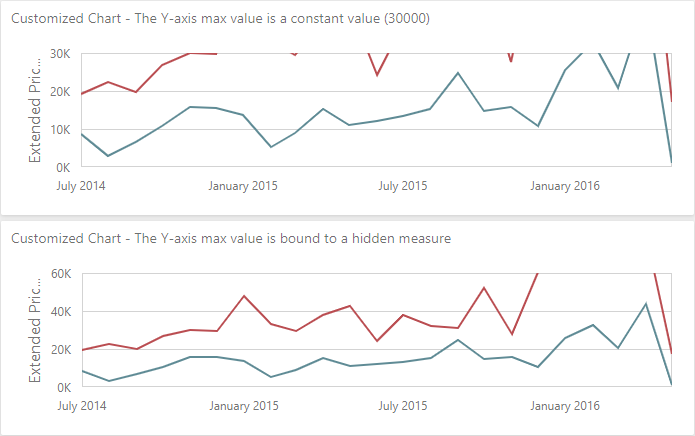 Customized Chart - The Y-axis max value is a constant value (30000)
Extended Pric...
30K
20K
10K
0K
July 2014 January 2015 July 2015 January 2016
Customized Chart - The Y-axis max value is bound to a hidden measure
Extended Pric...
60K
40K
20K
0K
July 2014 January 2015 July 2015 January 2016